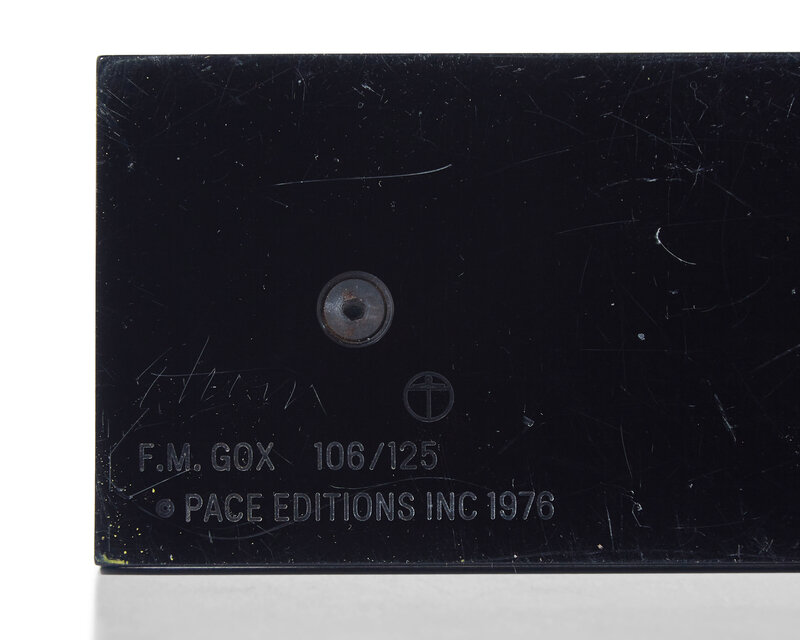 F.M. GOX 106/125
© PACE EDITIONS INC 1976